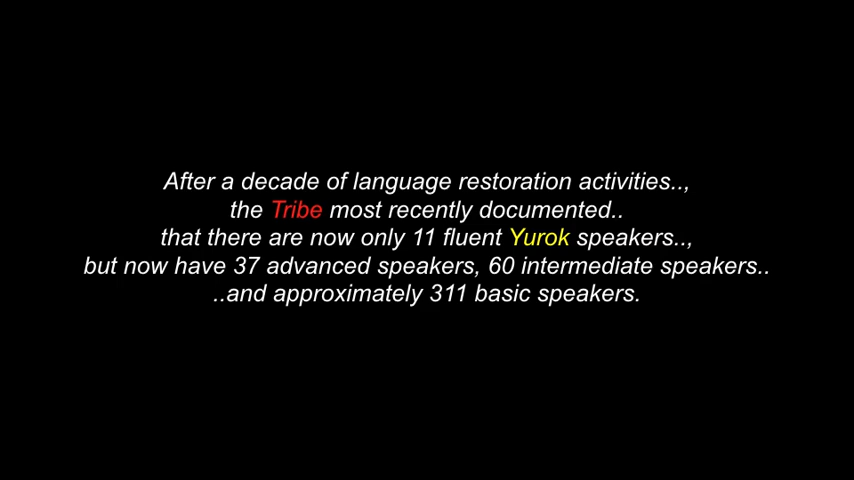 After a decade of language restoration activities..,
the Tribe most recently documented..
that there are now only 11 fluent Yurok speakers..,
but now have 37 advanced speakers, 60 intermediate speakers..
..and approximately 311 basic speakers.